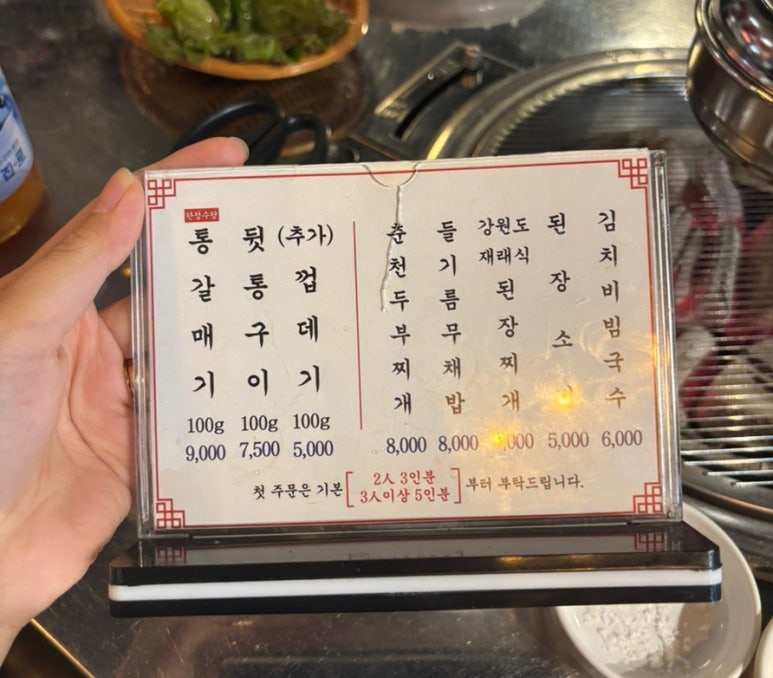 한정수량
통갈매기 100g 9,000
뒷통구이 100g 7,500
(추가) 껍데기 100g 5,000
춘천두부찌개 8,000
들기름무채밥 8,000
강원도 재래식 된장찌개
된장소 5,000
김치비빔국수 6,000
첫 주문은 기본 [ 2人 3인분
3人이상 5인분 ] 부터 부탁드립니다.